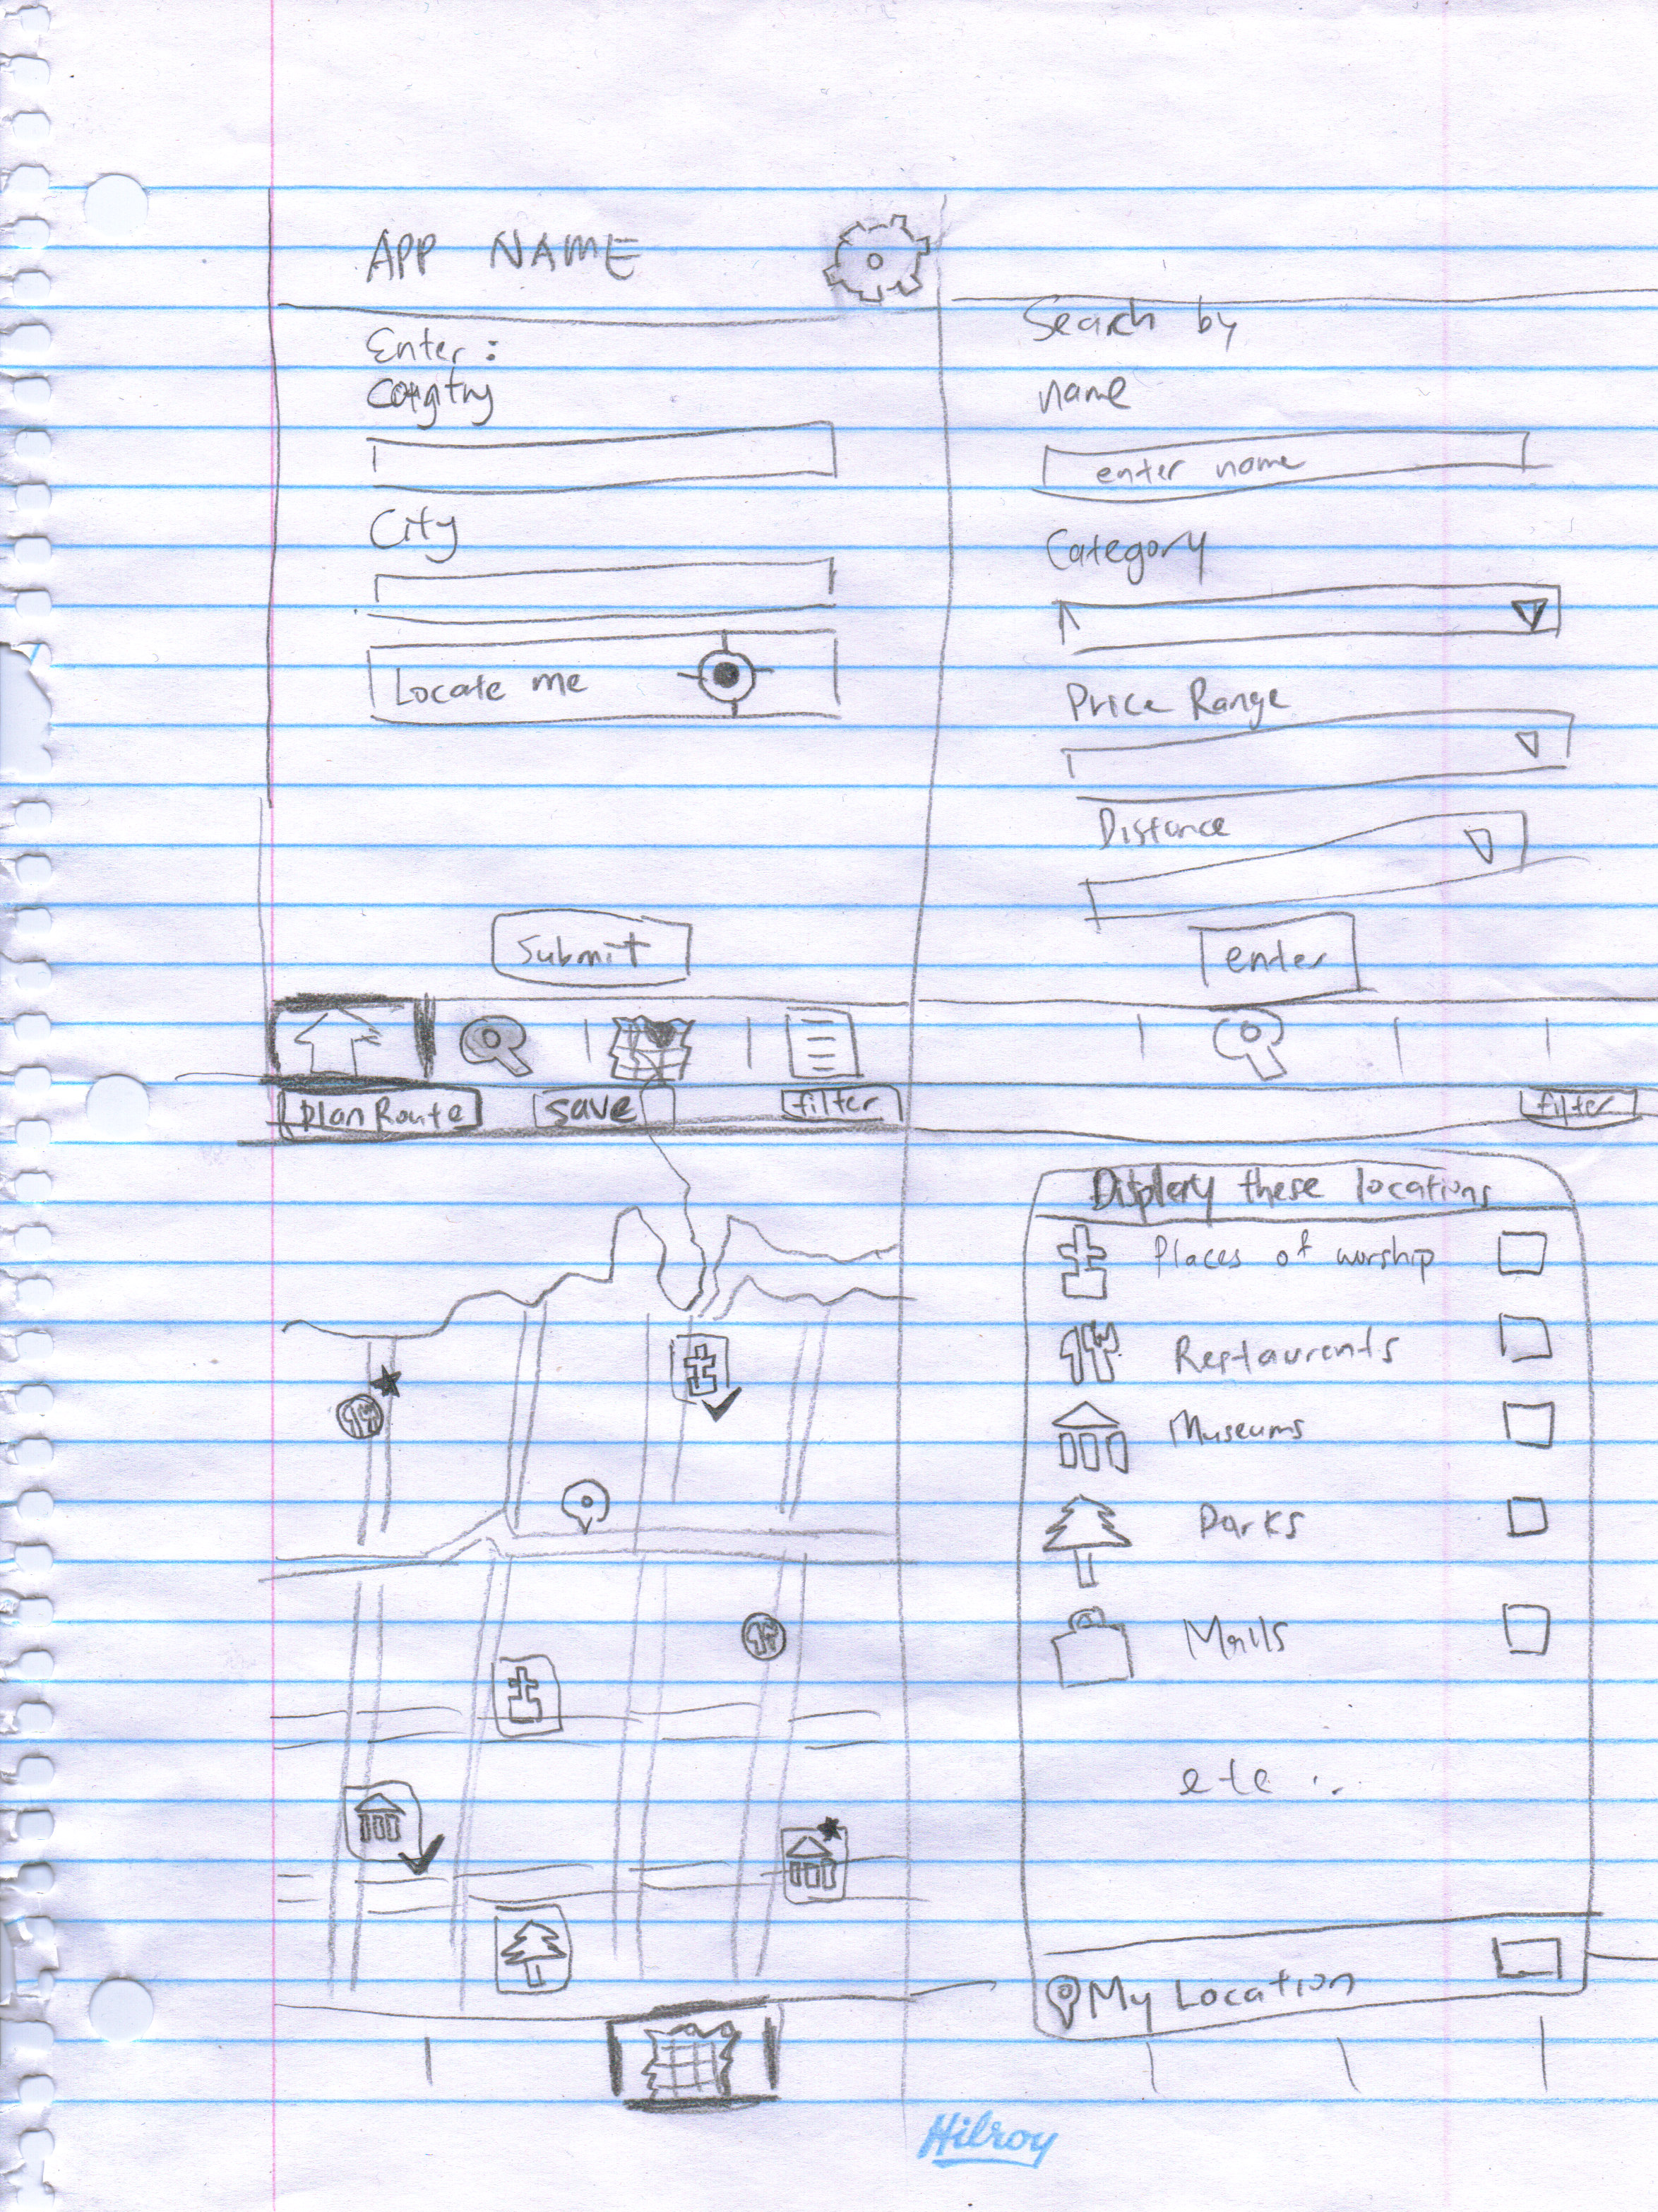 APP NAME
Enter :
Country
City
Locate me
Submit
Search by
name
enter name
Category
Price Range
Distance
enter
Plan Route
save
filter
filter
Display these locations
Places of worship
Restaurents
Museums
Parks
Malls
etc ...
My Location
Hilroy